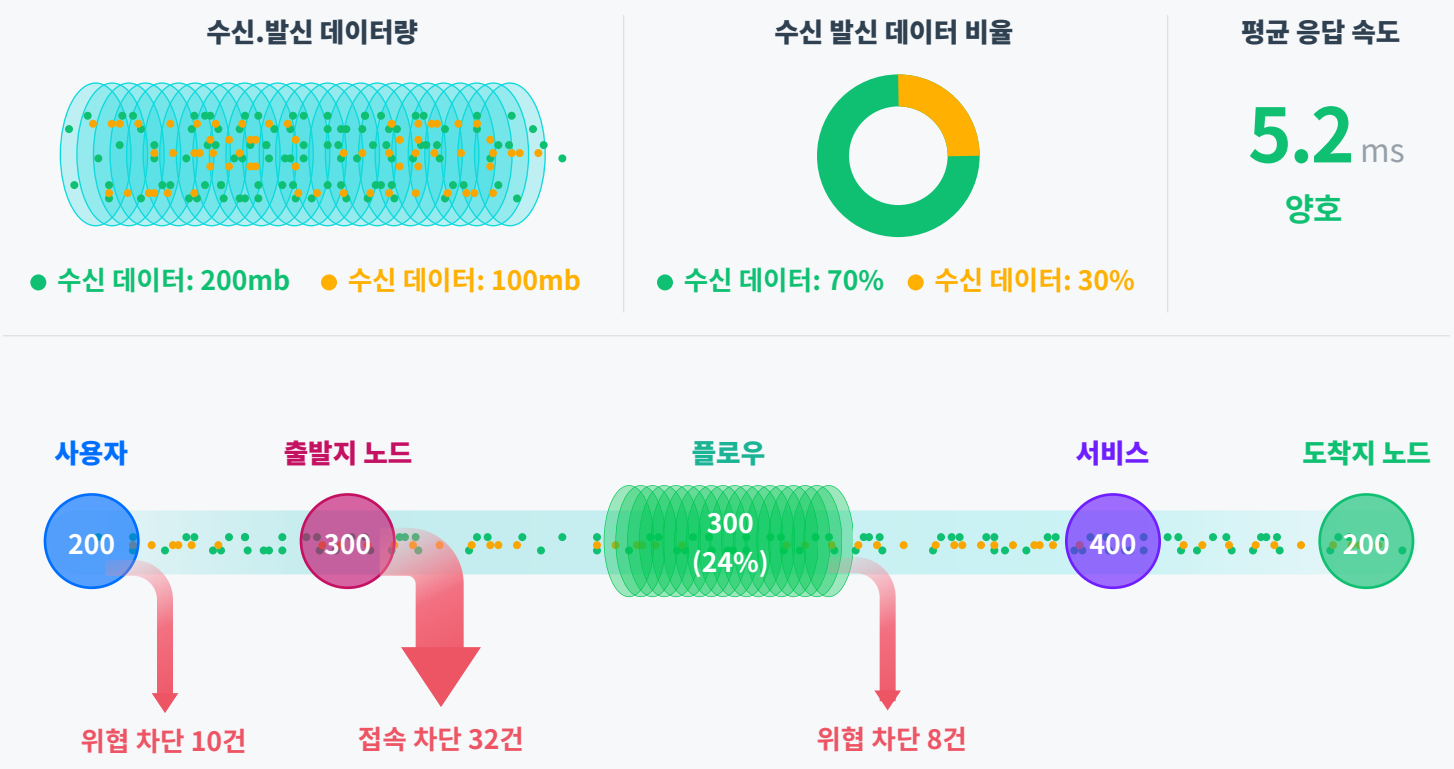 수신.발신 데이터량
수신 발신 데이터 비율
평균 응답 속도
5.2 ms
양호
수신 데이터: 200mb
수신 데이터: 100mb
수신 데이터: 70%
수신 데이터: 30%
사용자
출발지 노드
플로우
서비스
도착지 노드
200
300
300
(24%)
400
200
위협 차단 10건
접속 차단 32건
위협 차단 8건